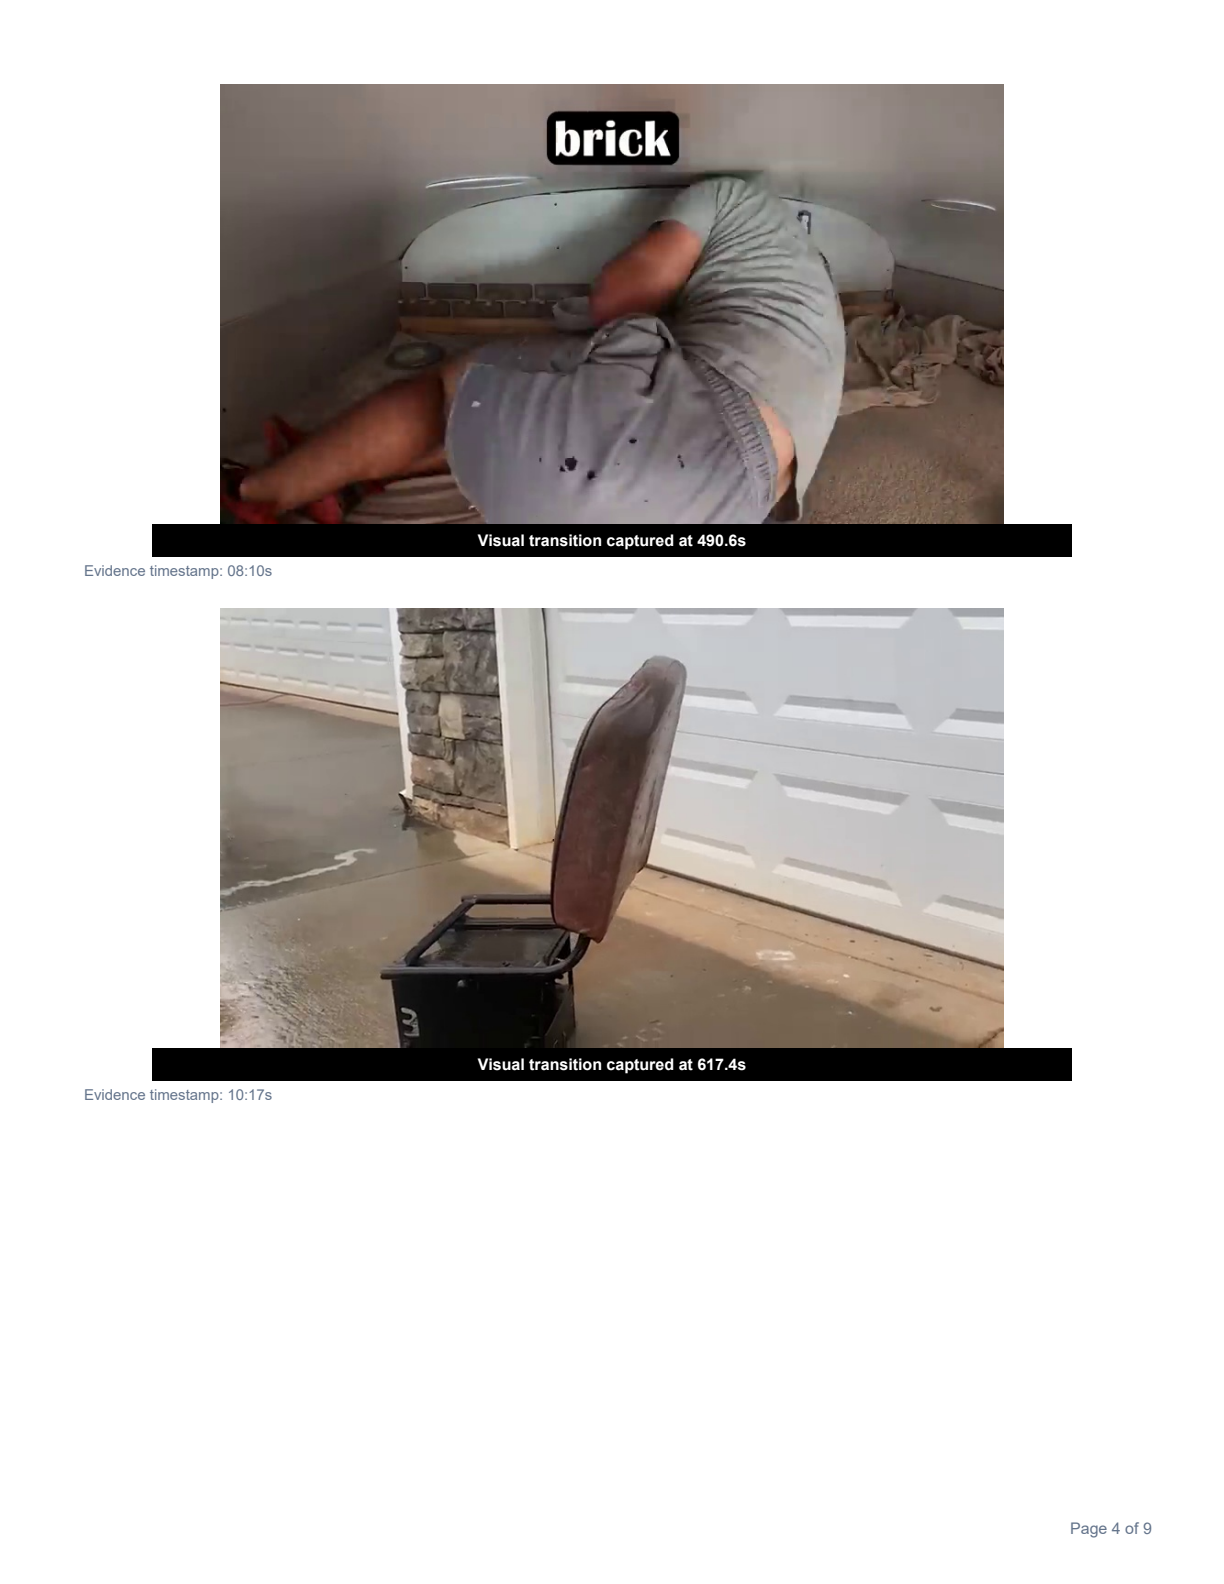 brick
Visual transition captured at 490.6s
Evidence timestamp: 08:10s
Visual transition captured at 617.4s
Evidence timestamp: 10:17s
Page 4 of 9